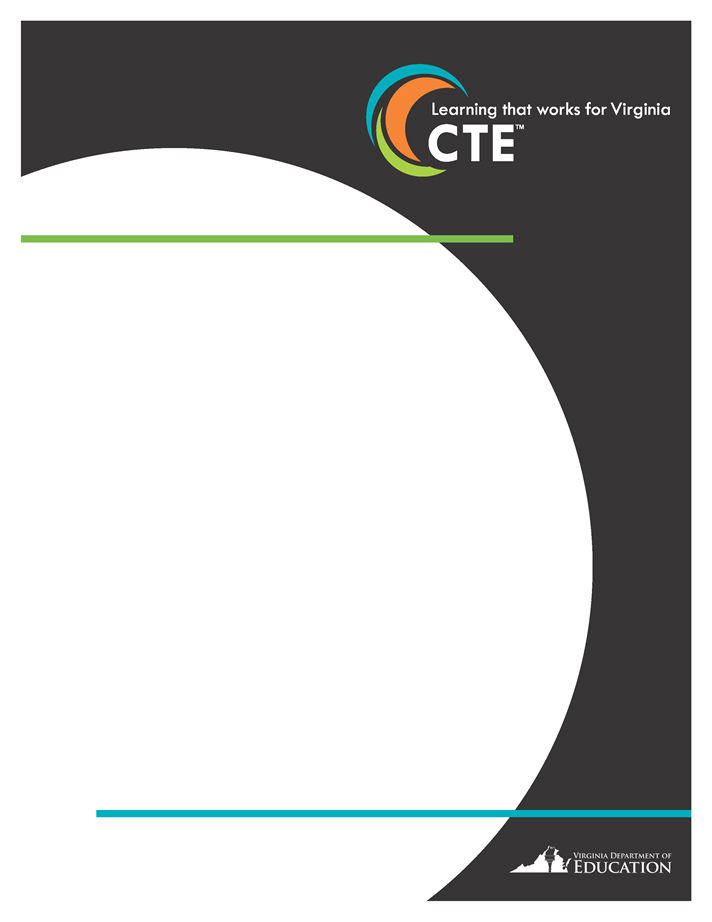 Learning that works for Virginia
CTE™
VIRGINIA DEPARTMENT OF
EDUCATION